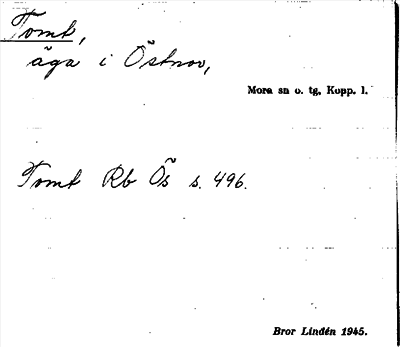 Tomt,
äga i Östnor,
Mora sn o. tg, Kopp. l.
Tomt Rb Ös s. 496.
Bror Lindén 1945.